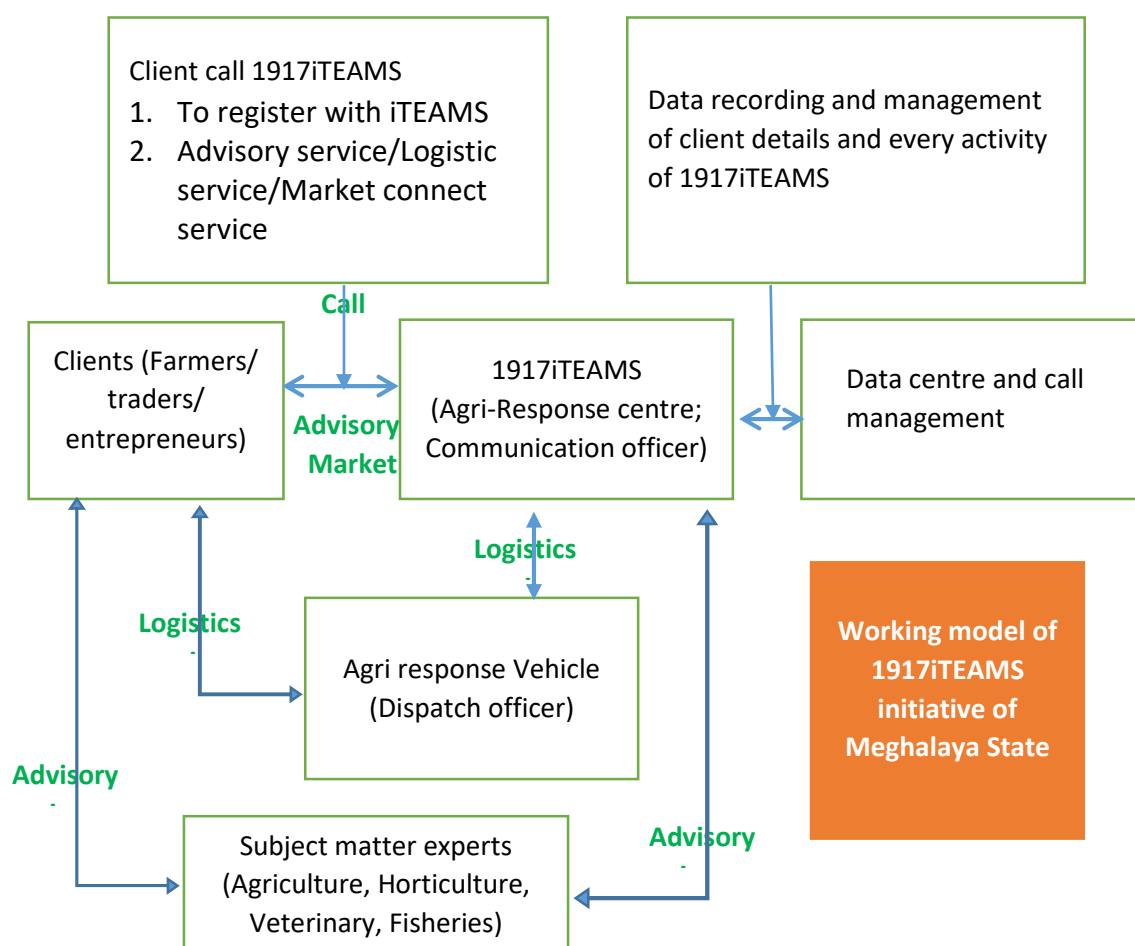 Client call 1917iTEAMS
1. To register with iTEAMS
2. Advisory service/Logistic
service/Market connect
service
Data recording and management
of client details and every activity
of 1917iTEAMS
Call
Clients (Farmers/
traders/
entrepreneurs)
Advisory
Market
1917iTEAMS
(Agri-Response centre;
Communication officer)
Data centre and call
management
Logistics
Logistics
Agri response Vehicle
(Dispatch officer)
Working model of
1917iTEAMS
initiative of
Meghalaya State
Advisory
Advisory
Subject matter experts
(Agriculture, Horticulture,
Veterinary, Fisheries)